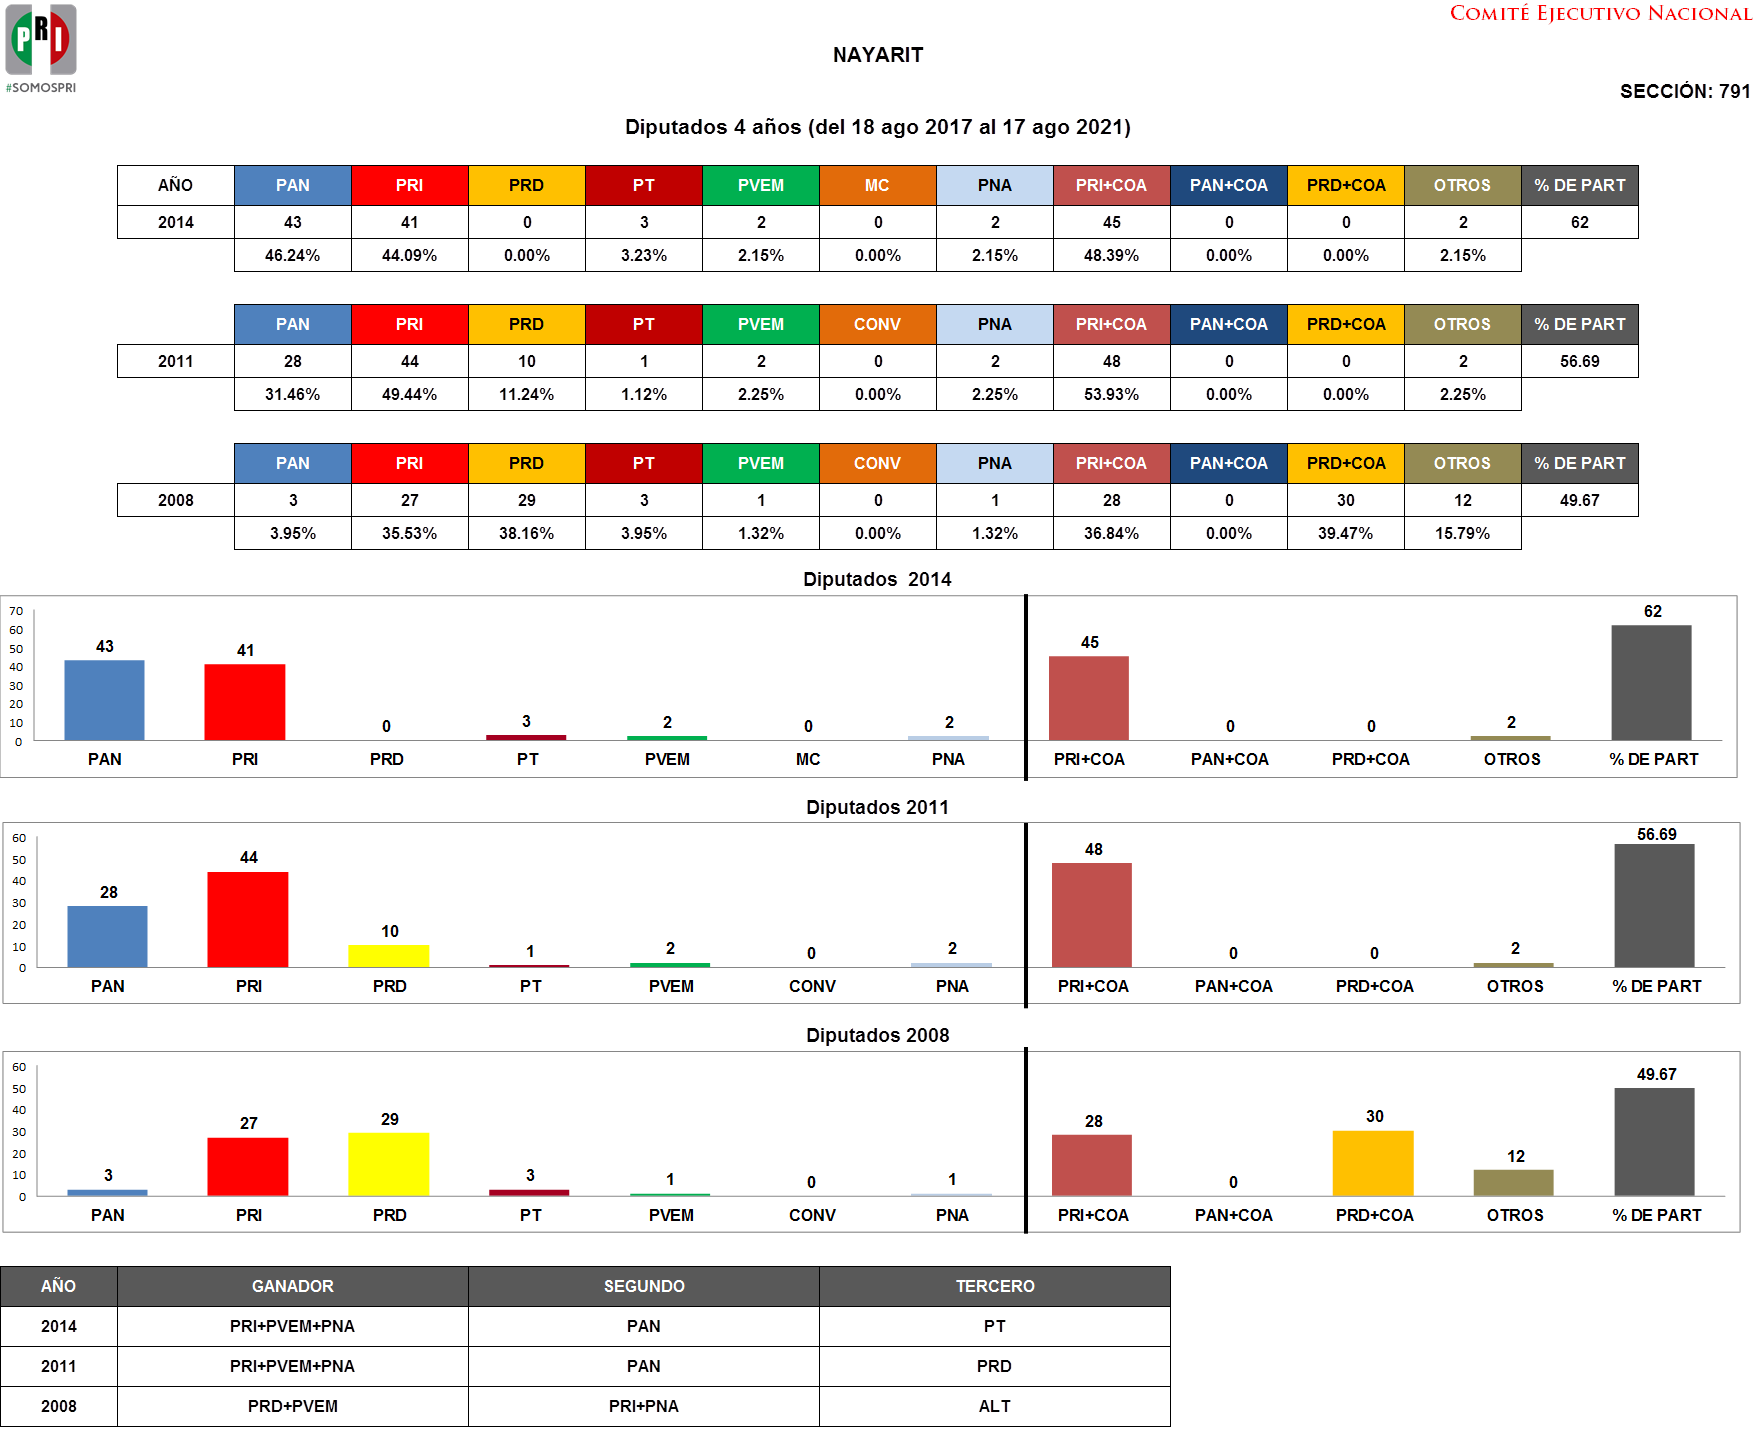 PRI
#SOMOSPRI
COMITÉ EJECUTIVO NACIONAL
NAYARIT
SECCIÓN: 791
Diputados 4 años (del 18 ago 2017 al 17 ago 2021)
AÑO PAN PRI PRD PT PVEM MC PNA PRI+COA PAN+COA PRD+COA OTROS % DE PART
2014 43 41 0 3 2 0 2 45 0 0 2 62
46.24% 44.09% 0.00% 3.23% 2.15% 0.00% 2.15% 48.39% 0.00% 0.00% 2.15%
PAN PRI PRD PT PVEM CONV PNA PRI+COA PAN+COA PRD+COA OTROS % DE PART
2011 28 44 10 1 2 0 2 48 0 0 2 56.69
31.46% 49.44% 11.24% 1.12% 2.25% 0.00% 2.25% 53.93% 0.00% 0.00% 2.25%
PAN PRI PRD PT PVEM CONV PNA PRI+COA PAN+COA PRD+COA OTROS % DE PART
2008 3 27 29 3 1 0 1 28 0 30 12 49.67
3.95% 35.53% 38.16% 3.95% 1.32% 0.00% 1.32% 36.84% 0.00% 39.47% 15.79%
Diputados 2014
70
60
50
40
30
20
10
0
43 41 0 3 2 0 2 45 0 0 2 62
PAN PRI PRD PT PVEM MC PNA PRI+COA PAN+COA PRD+COA OTROS % DE PART
Diputados 2011
60
50
40
30
20
10
0
28 44 10 1 2 0 2 48 0 0 2 56.69
PAN PRI PRD PT PVEM CONV PNA PRI+COA PAN+COA PRD+COA OTROS % DE PART
Diputados 2008
60
50
40
30
20
10
0
3 27 29 3 1 0 1 28 0 30 12 49.67
PAN PRI PRD PT PVEM CONV PNA PRI+COA PAN+COA PRD+COA OTROS % DE PART
AÑO GANADOR SEGUNDO TERCERO
2014 PRI+PVEM+PNA PAN PT
2011 PRI+PVEM+PNA PAN PRD
2008 PRD+PVEM PRI+PNA ALT